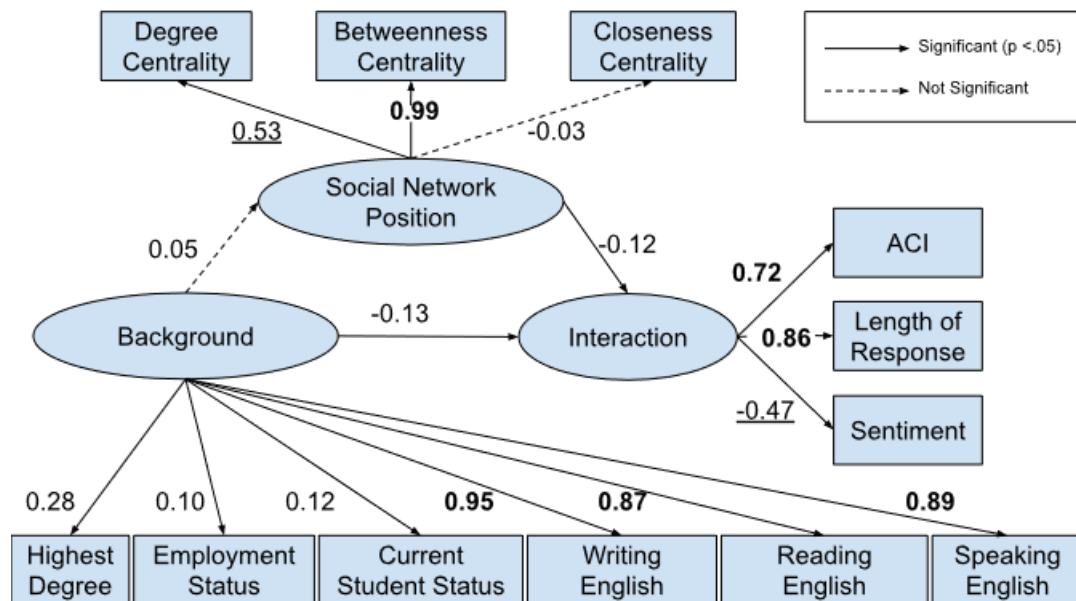 Degree
Centrality
Betweenness
Centrality
Closeness
Centrality
Significant (p <.05)
Not Significant
0.53
0.99
-0.03
Social Network
Position
0.05
-0.12
ACI
0.72
Background
-0.13
Interaction
0.86
Length of
Response
-0.47
Sentiment
0.28
0.10
0.12
0.95
0.87
0.89
Highest
Degree
Employment
Status
Current
Student Status
Writing
English
Reading
English
Speaking
English